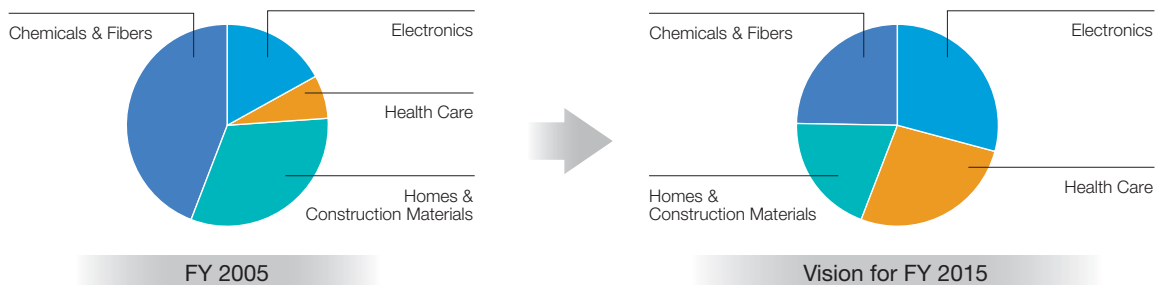 Chemicals & Fibers
Electronics
Health Care
Homes &
Construction Materials
FY 2005
Chemicals & Fibers
Electronics
Health Care
Homes &
Construction Materials
Vision for FY 2015